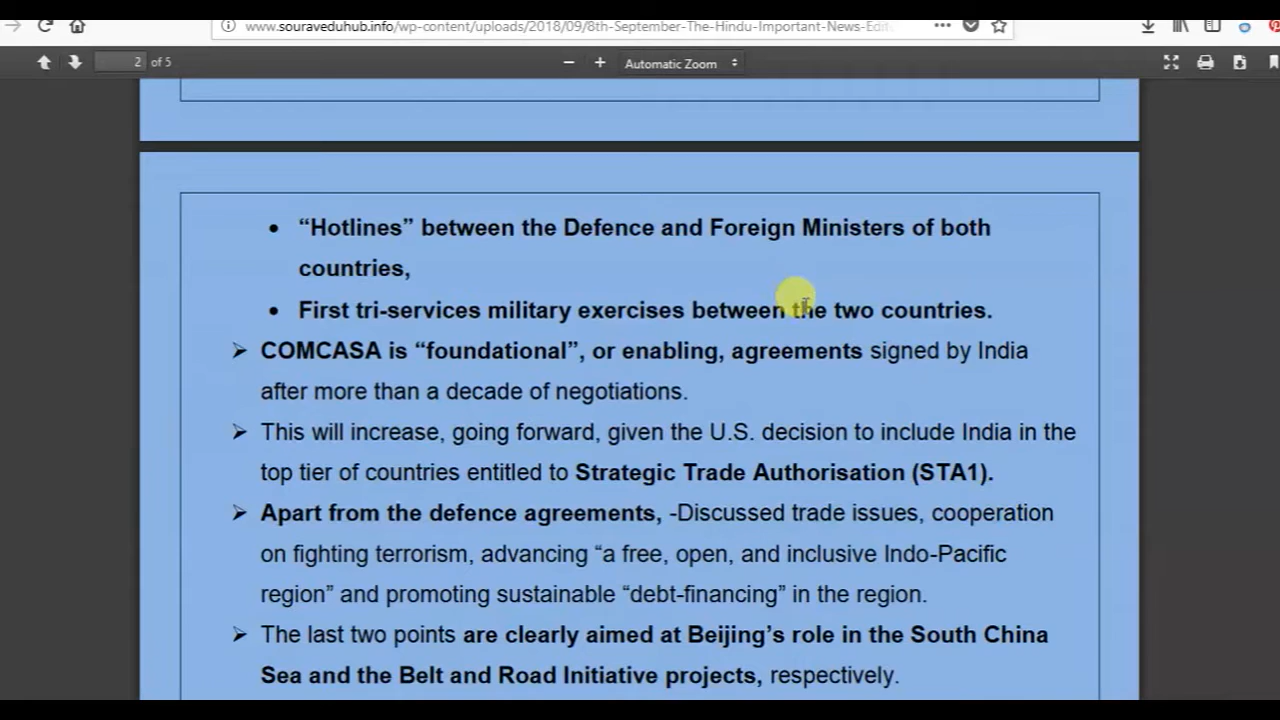 www.souraveduhub.info/wp-content/uploads/2018/09/8th-September-The-Hindu-Important-News-Edit
2 of 5
Automatic Zoom
• “Hotlines” between the Defence and Foreign Ministers of both
countries,
• First tri-services military exercises between the two countries.
➢ COMCASA is “foundational”, or enabling, agreements signed by India
after more than a decade of negotiations.
➢ This will increase, going forward, given the U.S. decision to include India in the
top tier of countries entitled to Strategic Trade Authorisation (STA1).
➢ Apart from the defence agreements, -Discussed trade issues, cooperation
on fighting terrorism, advancing “a free, open, and inclusive Indo-Pacific
region” and promoting sustainable “debt-financing” in the region.
➢ The last two points are clearly aimed at Beijing’s role in the South China
Sea and the Belt and Road Initiative projects, respectively.